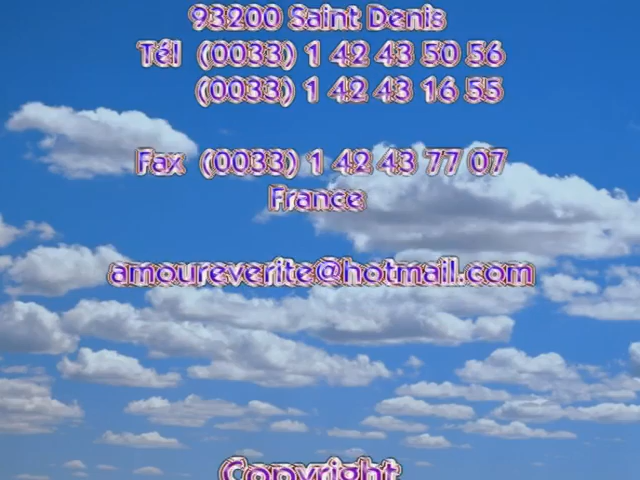 93200 Saint Denis
Tél (0033) 1 42 43 50 56
(0033) 1 42 43 16 55
Fax (0033) 1 42 43 77 07
France
amoureverite@hotmail.com
Copyright